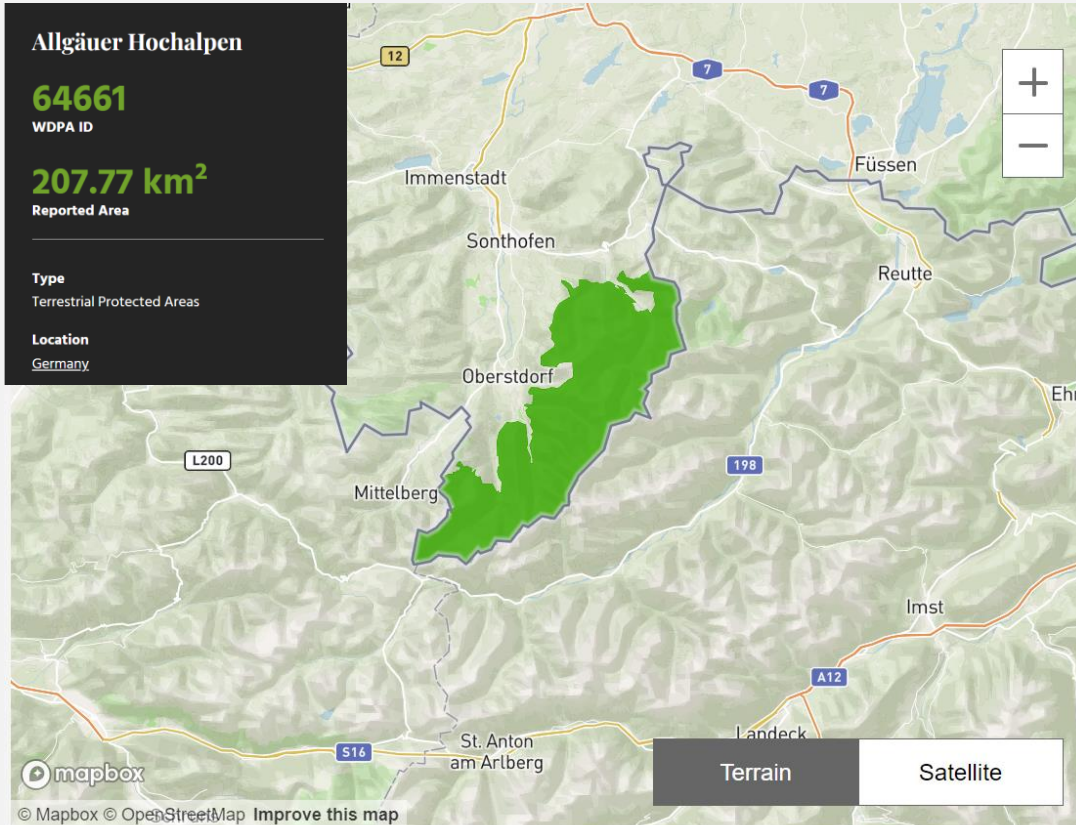 Allgäuer Hochalpen
64661
WDPA ID
207.77 km²
Reported Area
Type
Terrestrial Protected Areas
Location
Germany
12
7
7
Füssen
Immenstadt
Sonthofen
Reutte
Oberstdorf
Ehr
L200
198
Mittelberg
Imst
A12
Landeck
S16
St. Anton
am Arlberg
+
−
Terrain
Satellite
mapbox
© Mapbox © OpenStreetMap Improve this map